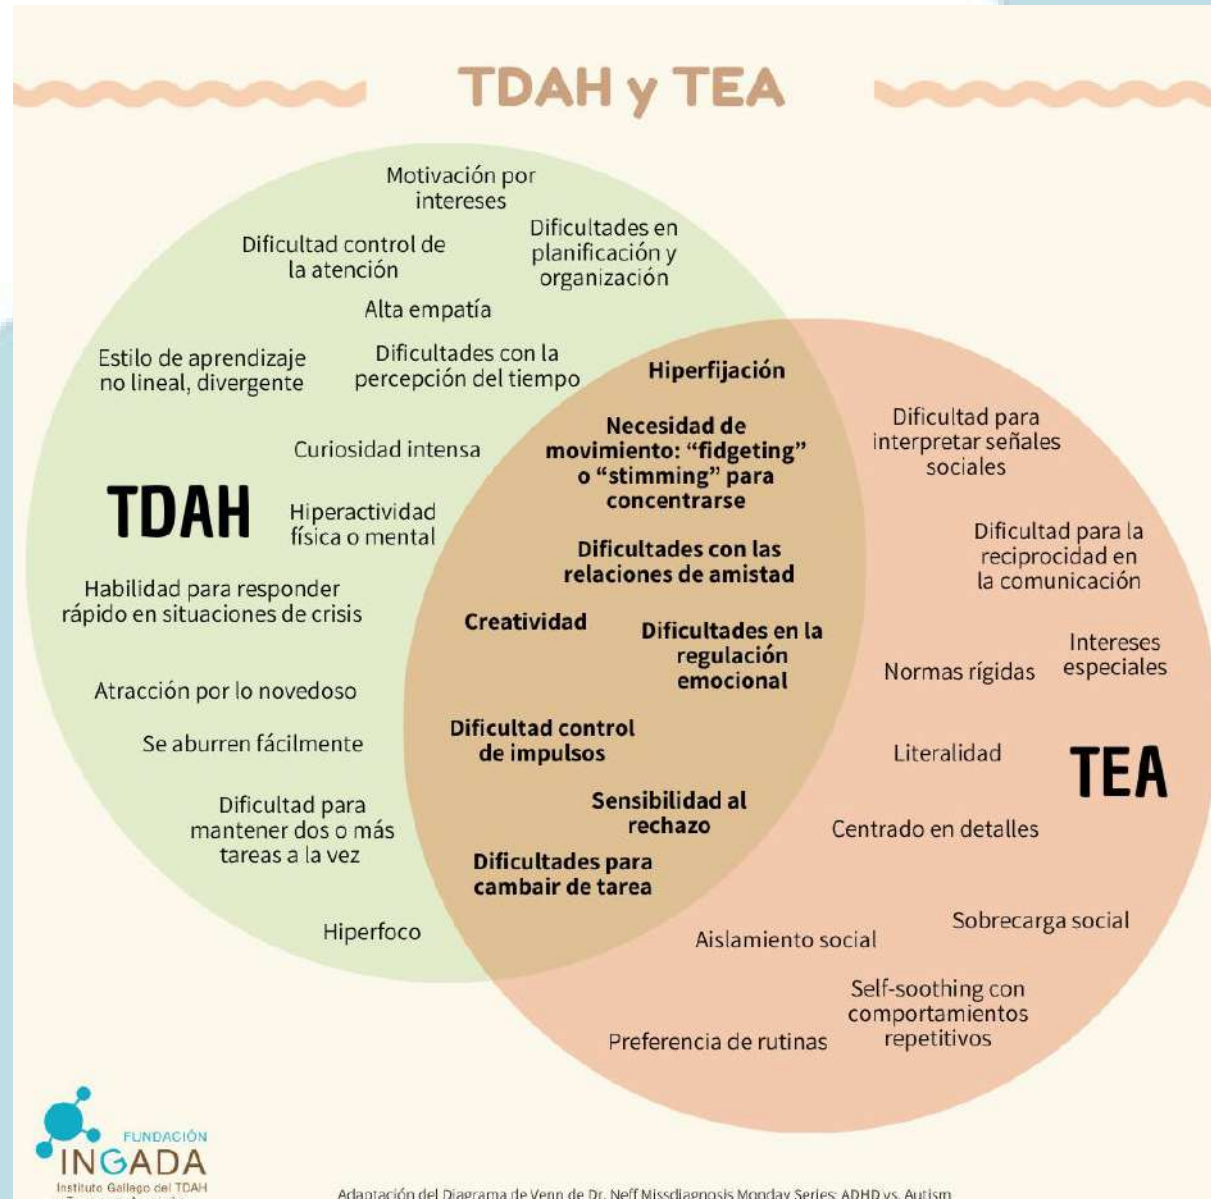 TDAH y TEA
Motivación por
intereses
Dificultad control de
la atención
Dificultades en
planificación y
organización
Alta empatía
Estilo de aprendizaje
no lineal, divergente
Dificultades con la
percepción del tiempo
Curiosidad intensa
TDAH
Hiperactividad
física o mental
Habilidad para responder
rápido en situaciones de crisis
Atracción por lo novedoso
Se aburren fácilmente
Dificultad para
mantener dos o más
tareas a la vez
Hiperfoco
Hiperfijación
Necesidad de
movimiento: “fidgeting”
o “stimming” para
concentrarse
Dificultades con las
relaciones de amistad
Creatividad
Dificultades en la
regulación
emocional
Dificultad control
de impulsos
Sensibilidad al
rechazo
Dificultades para
cambair de tarea
Dificultad para
interpretar señales
sociales
Dificultad para la
reciprocidad en
la comunicación
Intereses
especiales
Normas rígidas
Literalidad
TEA
Centrado en detalles
Sobrecarga social
Aislamiento social
Self-soothing con
comportamientos
repetitivos
Preferencia de rutinas
FUNDACIÓN
INGADA
Instituto Gallego del TDAH
Adaptación del Diagrama de Venn de Dr. Neff Missdiagnosis Monday Series: ADHD vs. Autism